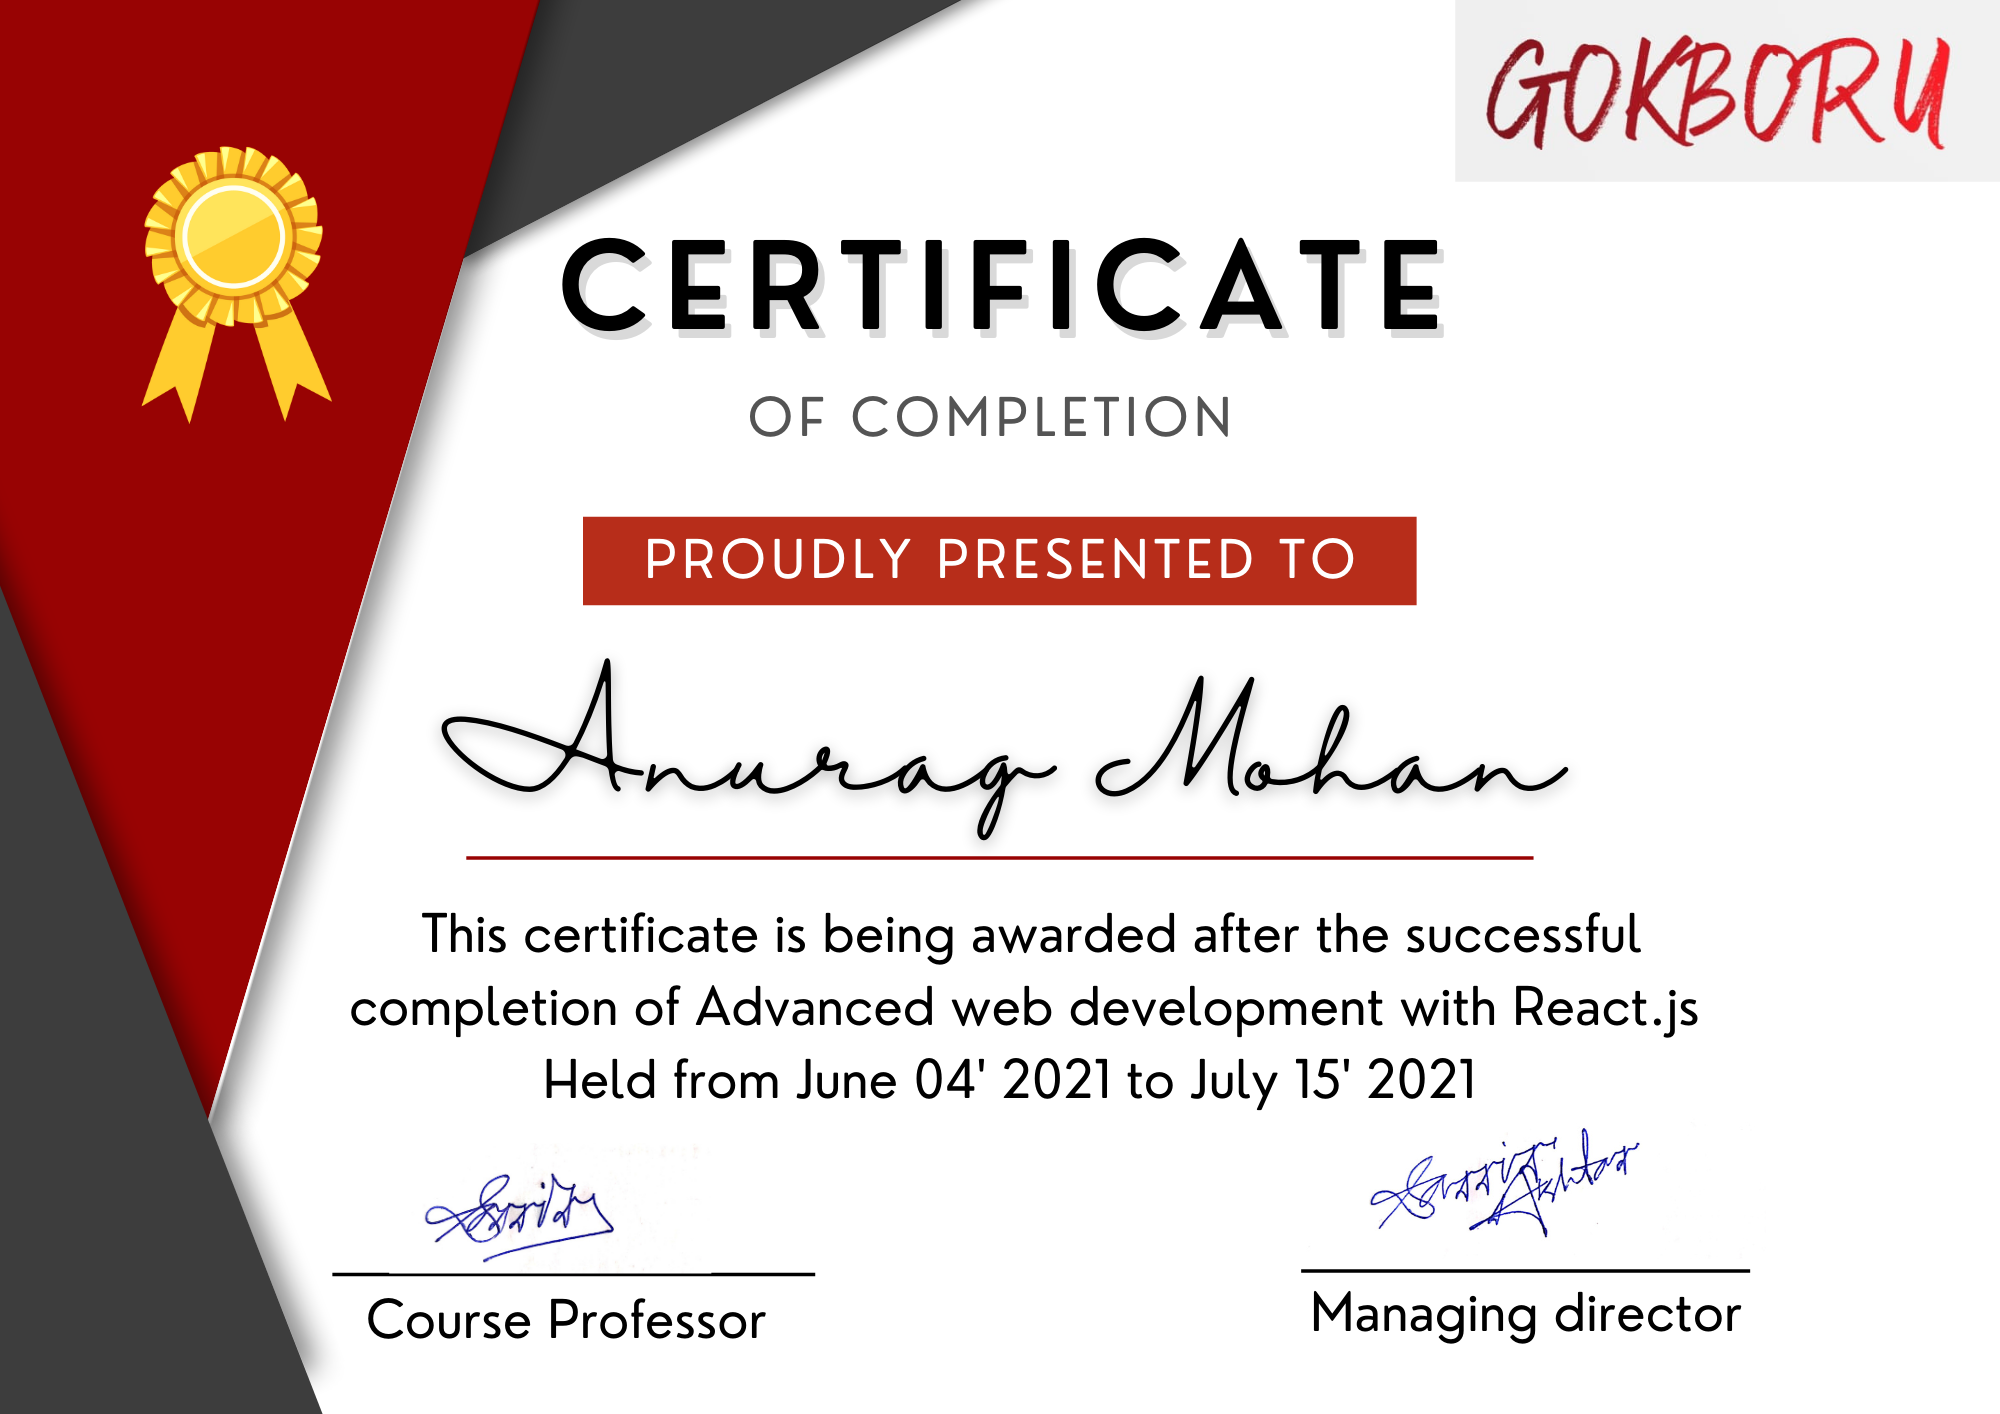 GOKBORU
CERTIFICATE
OF COMPLETION
PROUDLY PRESENTED TO
Anurag Mohan
This certificate is being awarded after the successful
completion of Advanced web development with React.js
Held from June 04' 2021 to July 15' 2021
Akhtar
Course Professor
Managing director